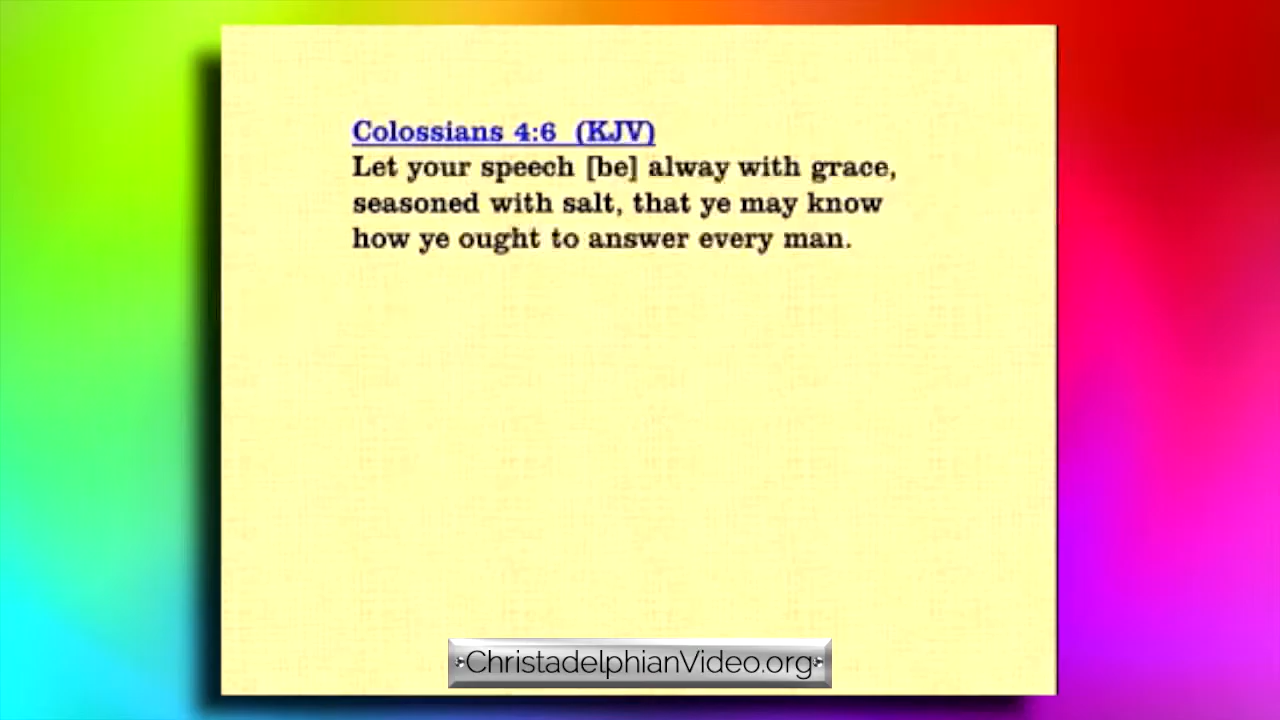 Colossians 4:6 (KJV)
Let your speech [be] alway with grace,
seasoned with salt, that ye may know
how ye ought to answer every man.
ChristadelphianVideo.org